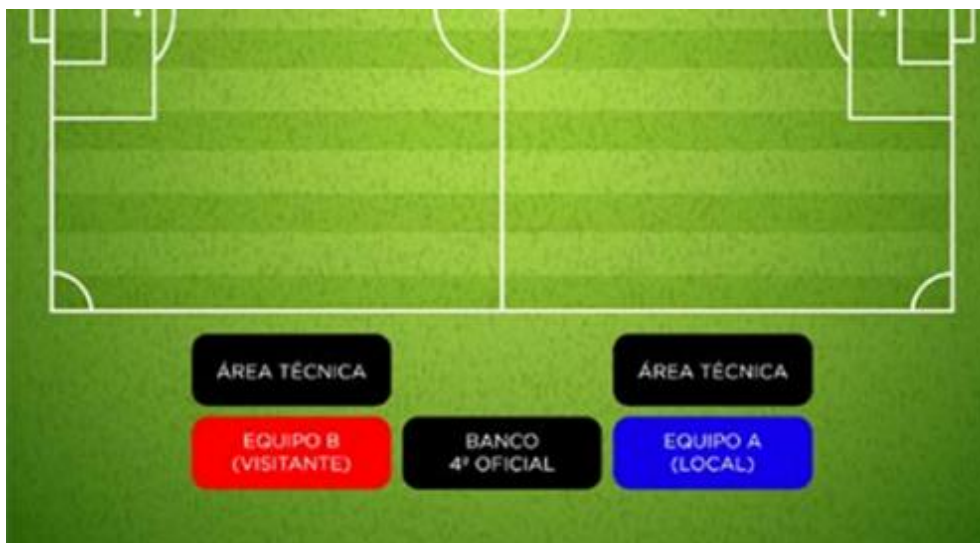 ÁREA TÉCNICA
ÁREA TÉCNICA
EQUIPO B
(VISITANTE)
BANCO
4º OFICIAL
EQUIPO A
(LOCAL)